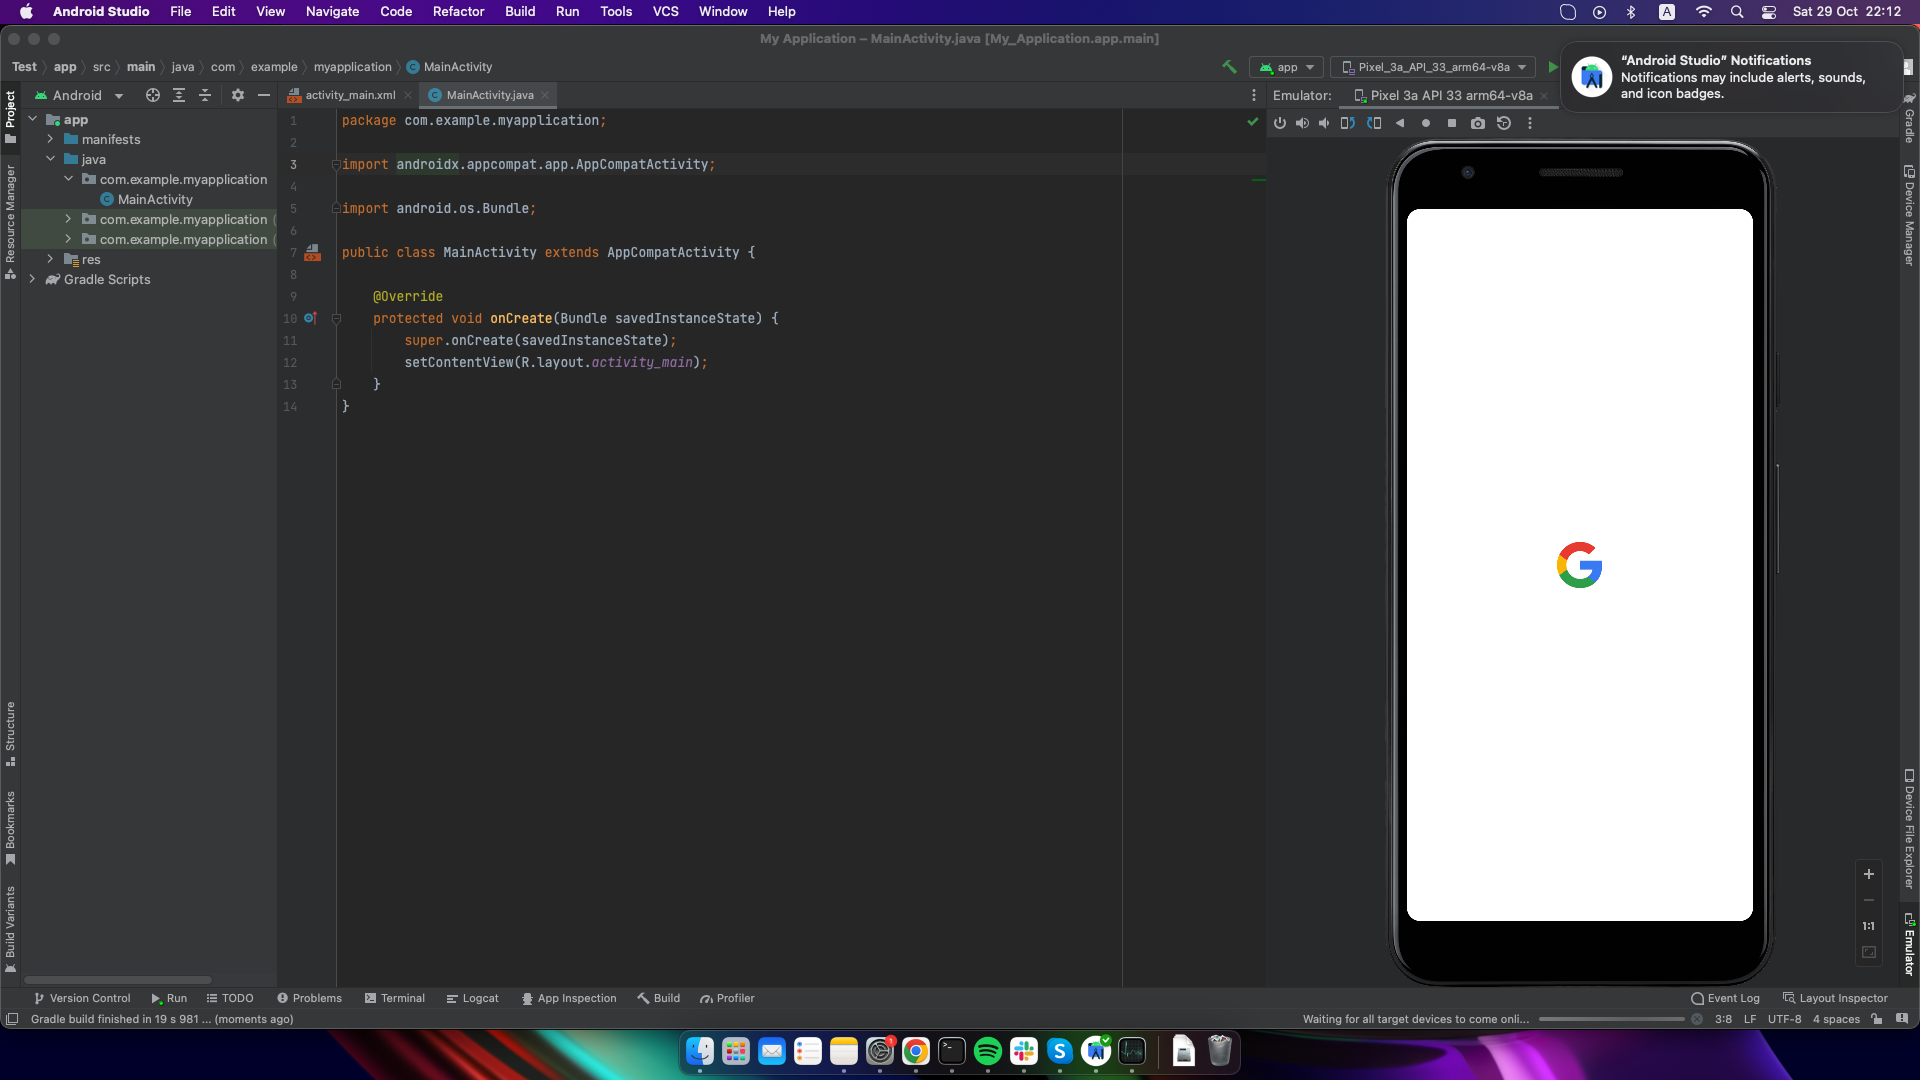 Android Studio File Edit View Navigate Code Refactor Build Run Tools VCS Window Help A Sat 29 Oct 22:12
My Application – MainActivity.java [My_Application.app.main]
Test app src main java com example myapplication MainActivity
app Pixel_3a_API_33_arm64-v8a
"Android Studio" Notifications
Notifications may include alerts, sounds,
and icon badges.
Android
activity_main.xml MainActivity.java
Emulator: Pixel 3a API 33 arm64-v8a
Project
Resource Manager
Structure
Bookmarks
Build Variants
app
manifests
java
com.example.myapplication
MainActivity
com.example.myapplication (
com.example.myapplication (
res
Gradle Scripts
1 package com.example.myapplication;
2
3 import androidx.appcompat.app.AppCompatActivity;
4
5 import android.os.Bundle;
6
7 public class MainActivity extends AppCompatActivity {
8
9 @Override
10 protected void onCreate(Bundle savedInstanceState) {
11 super.onCreate(savedInstanceState);
12 setContentView(R.layout.activity_main);
13 }
14 }
G
1:1
Gradle
Device Manager
Device File Explorer
Emulator
Version Control Run TODO Problems Terminal Logcat App Inspection Build Profiler Event Log Layout Inspector
Gradle build finished in 19 s 981 ... (moments ago) Waiting for all target devices to come onli... 3:8 LF UTF-8 4 spaces
1